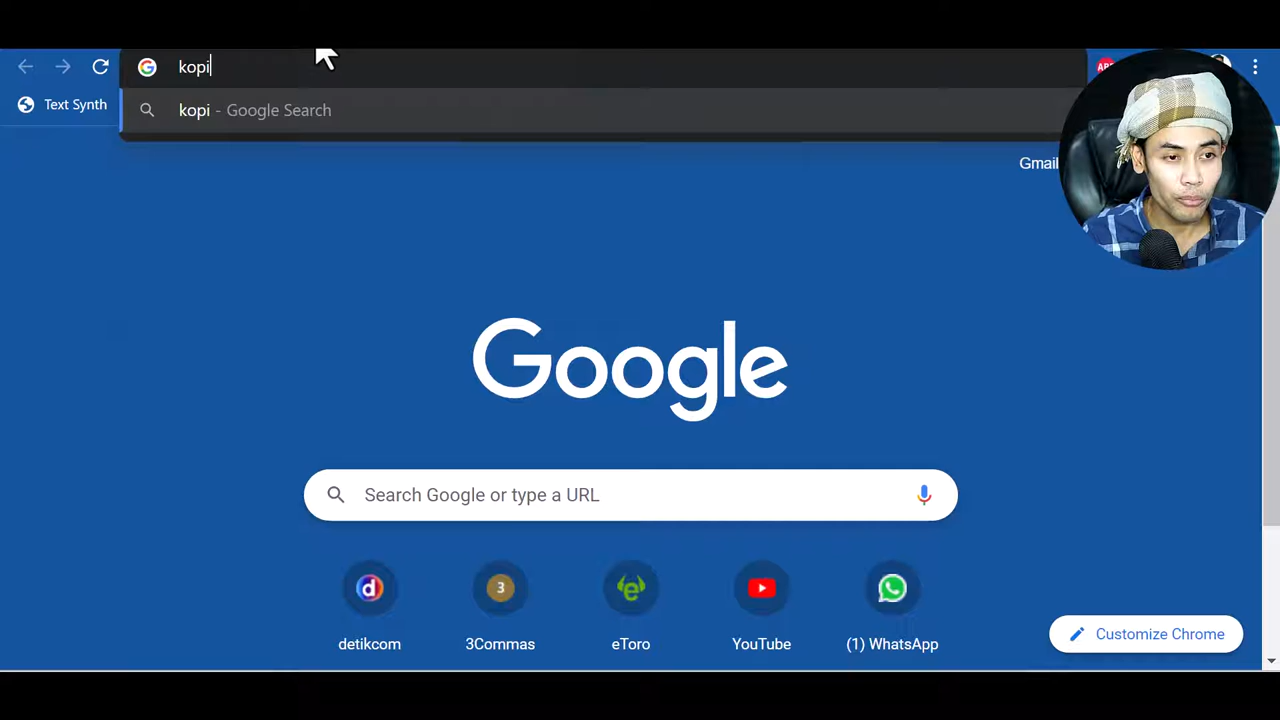 kopi
Text Synth
kopi - Google Search
Gmail
Google
Search Google or type a URL
3
detikcom
3Commas
eToro
YouTube
(1) WhatsApp
Customize Chrome